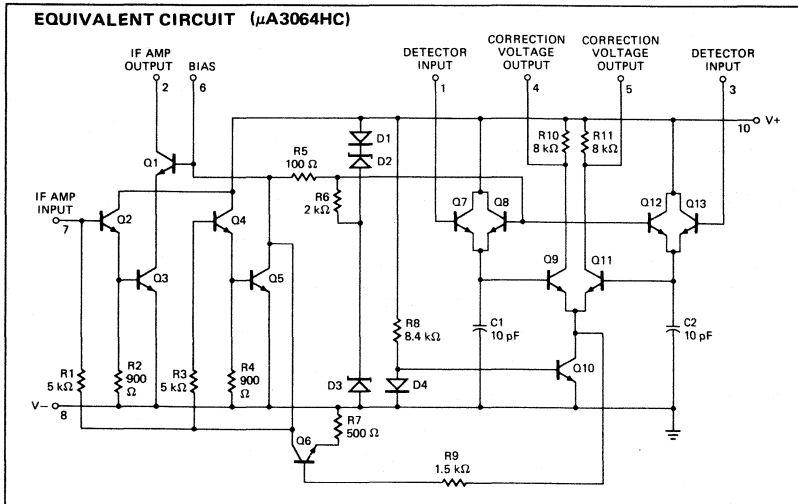 EQUIVALENT CIRCUIT (μA3064HC)
IF AMP OUTPUT
2
BIAS
6
DETECTOR INPUT
1
CORRECTION VOLTAGE OUTPUT
4
CORRECTION VOLTAGE OUTPUT
5
DETECTOR INPUT
3
10 V+
D1
D2
R10
8 kΩ
R11
8 kΩ
R5
100 Ω
Q1
R6
2 kΩ
IF AMP INPUT
7
Q2
Q4
Q7
Q8
Q12
Q13
Q3
Q5
Q9
Q11
R8
8.4 kΩ
C1
10 pF
C2
10 pF
R1
5 kΩ
R2
900
Ω
R3
5 kΩ
R4
900
Ω
D3
D4
Q10
V−
8
R7
500 Ω
Q6
R9
1.5 kΩ